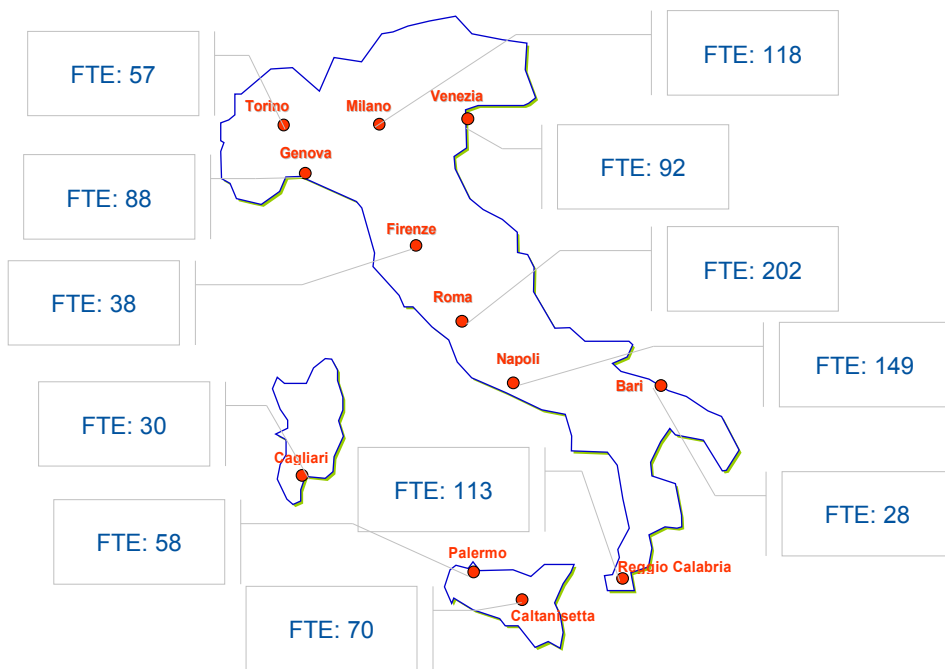 FTE: 57
FTE: 118
Torino
Milano
Venezia
Genova
FTE: 92
FTE: 88
Firenze
FTE: 202
FTE: 38
Roma
Napoli
FTE: 149
Bari
FTE: 30
Cagliari
FTE: 113
FTE: 28
FTE: 58
Palermo
Reggio Calabria
Caltanisetta
FTE: 70